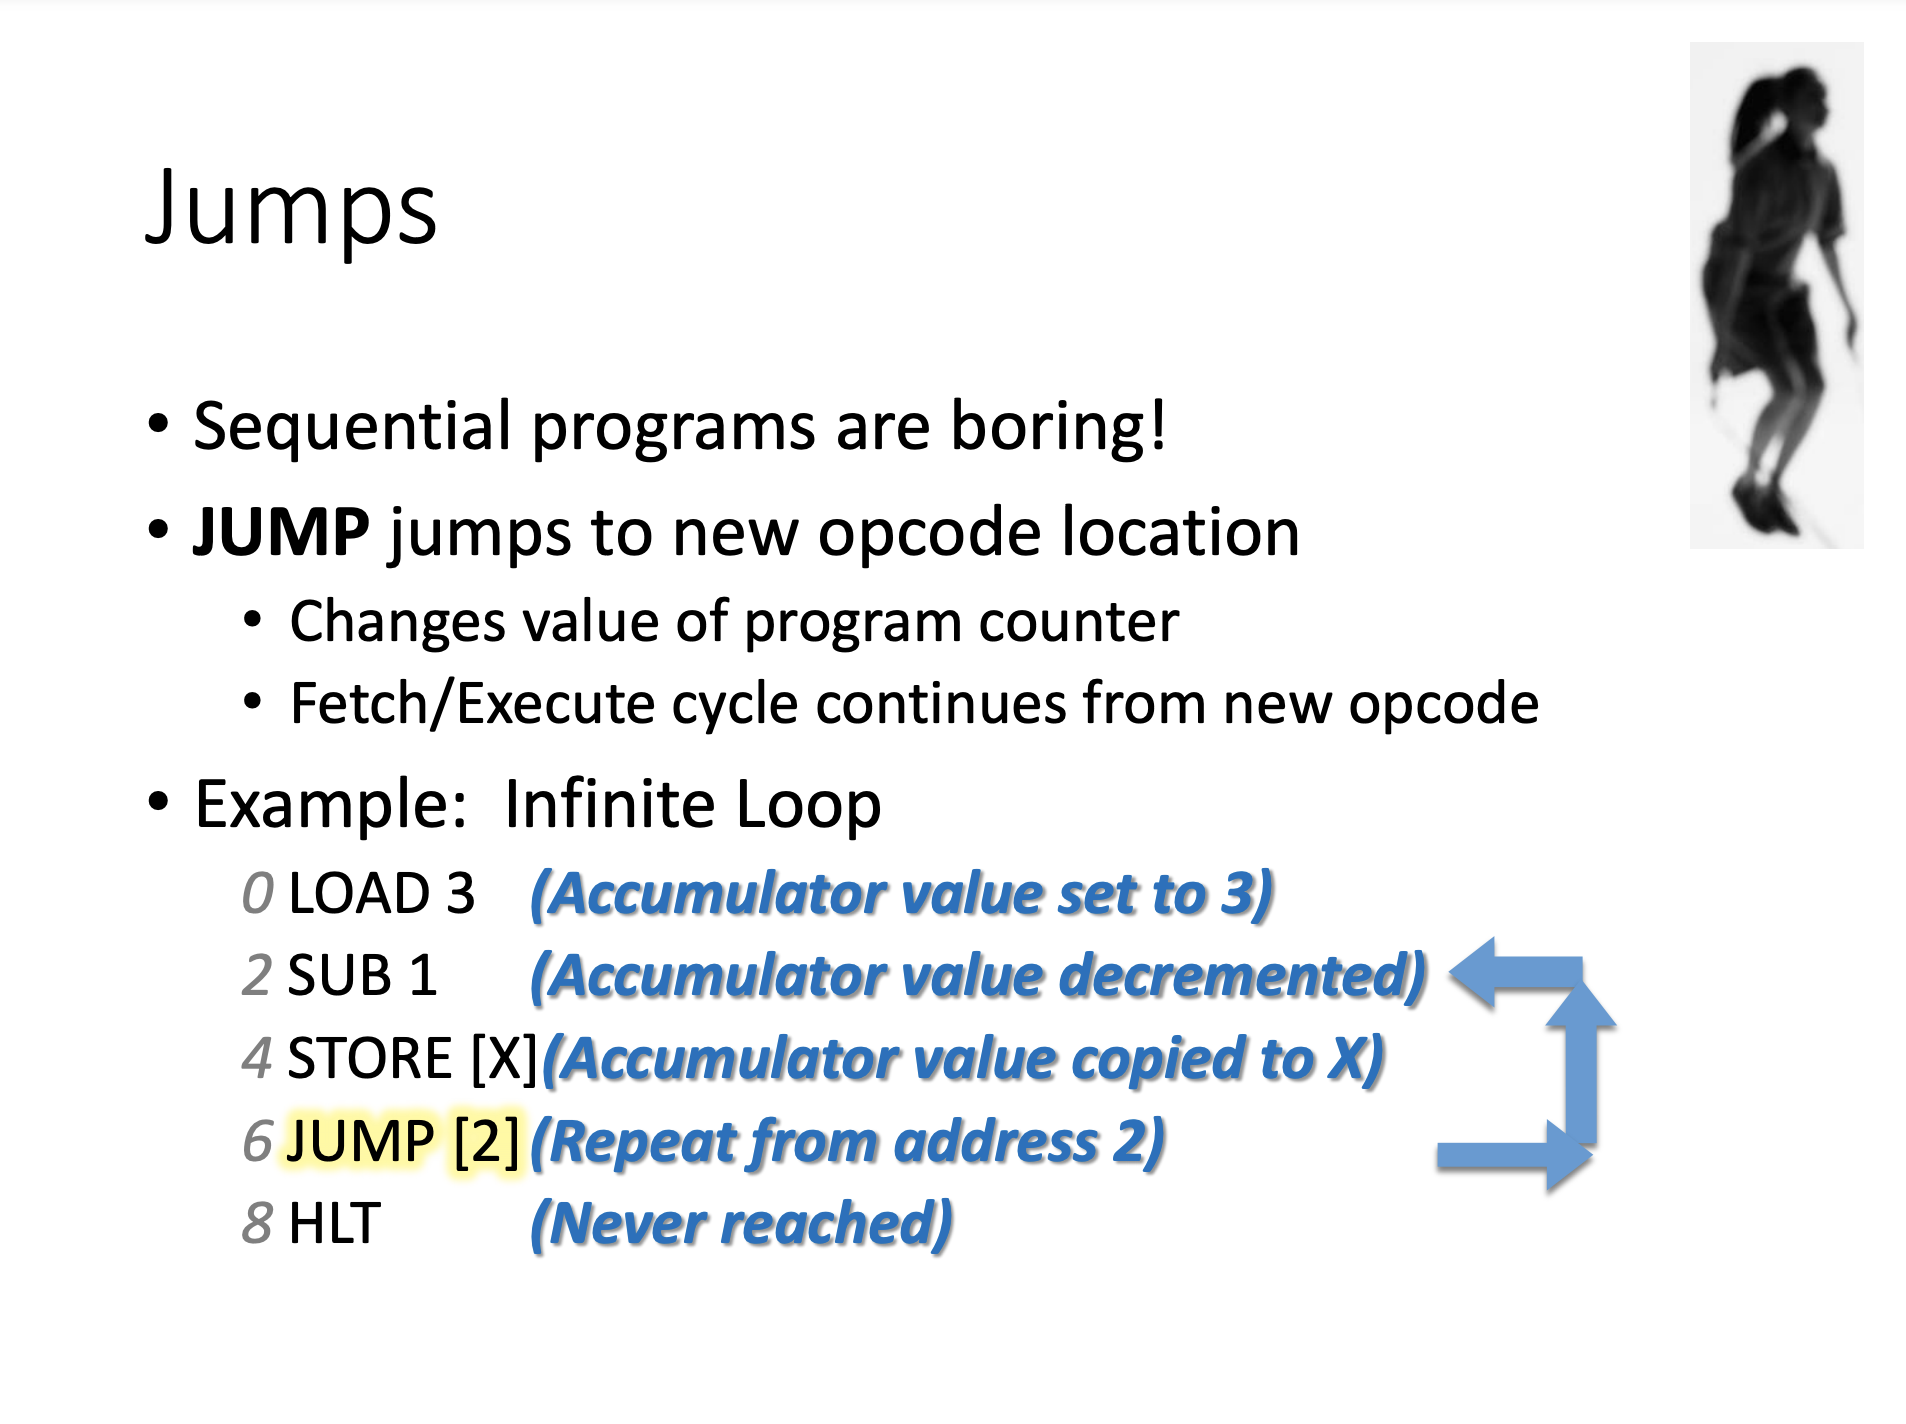 Jumps
• Sequential programs are boring!
• JUMP jumps to new opcode location
• Changes value of program counter
• Fetch/Execute cycle continues from new opcode
• Example: Infinite Loop
0 LOAD 3 (Accumulator value set to 3)
2 SUB 1 (Accumulator value decremented)
4 STORE [X] (Accumulator value copied to X)
6 JUMP [2] (Repeat from address 2)
8 HLT (Never reached)